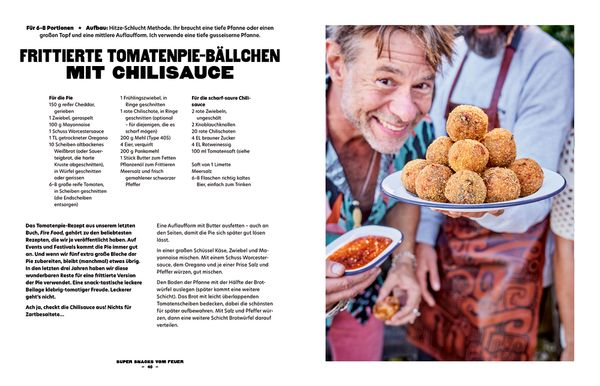 Für 6–8 Portionen ★ Aufbau: Hitze-Schlucht Methode. Ihr braucht eine tiefe Pfanne oder einen
großen Topf und eine mittlere Auflaufform. Ich verwende eine tiefe gusseiserne Pfanne.
FRITTIERTE TOMATENPIE-BÄLLCHEN
MIT CHILISAUCE
Für die Pie
150 g reifer Cheddar,
gerieben
1 Zwiebel, geraspelt
100 g Mayonnaise
1 Schuss Worcestersauce
1 TL getrockneter Oregano
10 Scheiben altbackenes
Weißbrot (oder Sauer-
teigbrot, die harte
Kruste abgeschnitten),
in Würfel geschnitten
oder gerissen
6–8 große reife Tomaten,
in Scheiben geschnitten
(die Endscheiben
entsorgen)
1 Frühlingszwiebel, in
Ringe geschnitten
1 rote Chilischote, in Ringe
geschnitten (optional
– für diejenigen, die es
scharf mögen)
200 g Mehl (Type 405)
4 Eier, verquirlt
200 g Pankomehl
1 Stück Butter zum Fetten
Pflanzenöl zum Frittieren
Meersalz und frisch
gemahlener schwarzer
Pfeffer
Für die scharf-saure Chili-
sauce
2 rote Zwiebeln,
ungeschält
2 Knoblauchknollen
20 rote Chilischoten
4 EL brauner Zucker
4 EL Rotweinessig
100 ml Tomatensaft (siehe
Saft von 1 Limette
Meersalz
6–8 Flaschen richtig kaltes
Bier, einfach zum Trinken
Das Tomatenpie-Rezept aus unserem letzten
Buch, Fire Food, gehört zu den beliebtesten
Rezepten, die wir je veröffentlicht haben. Auf
Events und Festivals kommt die Pie immer gut
an. Und wenn wir fünf extra große Bleche der
Pie zubereiten, bleibt (manchmal) etwas übrig.
In den letzten drei Jahren haben wir diese
wunderbaren Reste für eine frittierte Version
der Pie verwendet. Eine snack-tastische leckere
Beilage klebrig-tomatiger Freude. Leckerer
geht's nicht.
Ach ja, checkt die Chilisauce aus! Nichts für
Zartbesaitete...
Eine Auflaufform mit Butter ausfetten – auch an
den Seiten, damit die Pie sich später gut lösen
lässt.
In einer großen Schüssel Käse, Zwiebel und Ma-
yonnaise mischen. Mit einem Schuss Worcester-
sauce, dem Oregano und je einer Prise Salz und
Pfeffer würzen, gut mischen.
Den Boden der Pfanne mit der Hälfte der Brot-
würfel auslegen (später kommt eine weitere
Schicht). Das Brot mit leicht überlappenden
Tomatenscheiben bedecken, dabei die schönsten
für später aufbewahren. Mit Salz und Pfeffer wür-
zen, dann eine weitere Schicht Brotwürfel darauf
verteilen.
SUPER SNACKS VOM FEUER
– 40 –